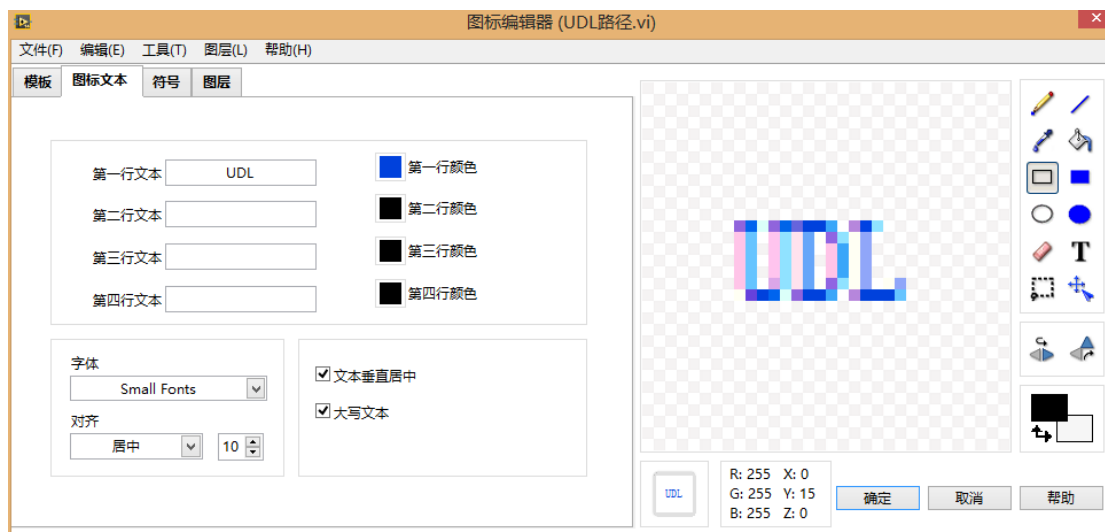 图标编辑器 (UDL路径.vi)
文件(F) 编辑(E) 工具(T) 图层(L) 帮助(H)
模板 图标文本 符号 图层
第一行文本 UDL 第一行颜色
第二行文本 第二行颜色
第三行文本 第三行颜色
第四行文本 第四行颜色
字体
Small Fonts
对齐
居中 10
文本垂直居中
大写文本
UDL
T
UDL
R: 255 X: 0
G: 255 Y: 15
B: 255 Z: 0
确定 取消 帮助